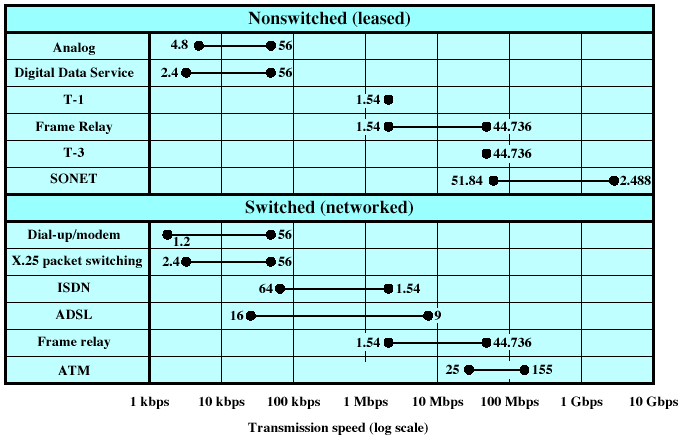 Nonswitched (leased)
Analog 4.8 56
Digital Data Service 2.4 56
T-1 1.54
Frame Relay 1.54 44.736
T-3 44.736
SONET 51.84 2.488
Switched (networked)
Dial-up/modem 1.2 56
X.25 packet switching 2.4 56
ISDN 64 1.54
ADSL 16 9
Frame relay 1.54 44.736
ATM 25 155
1 kbps 10 kbps 100 kbps 1 Mbps 10 Mbps 100 Mbps 1 Gbps 10 Gbps
Transmission speed (log scale)